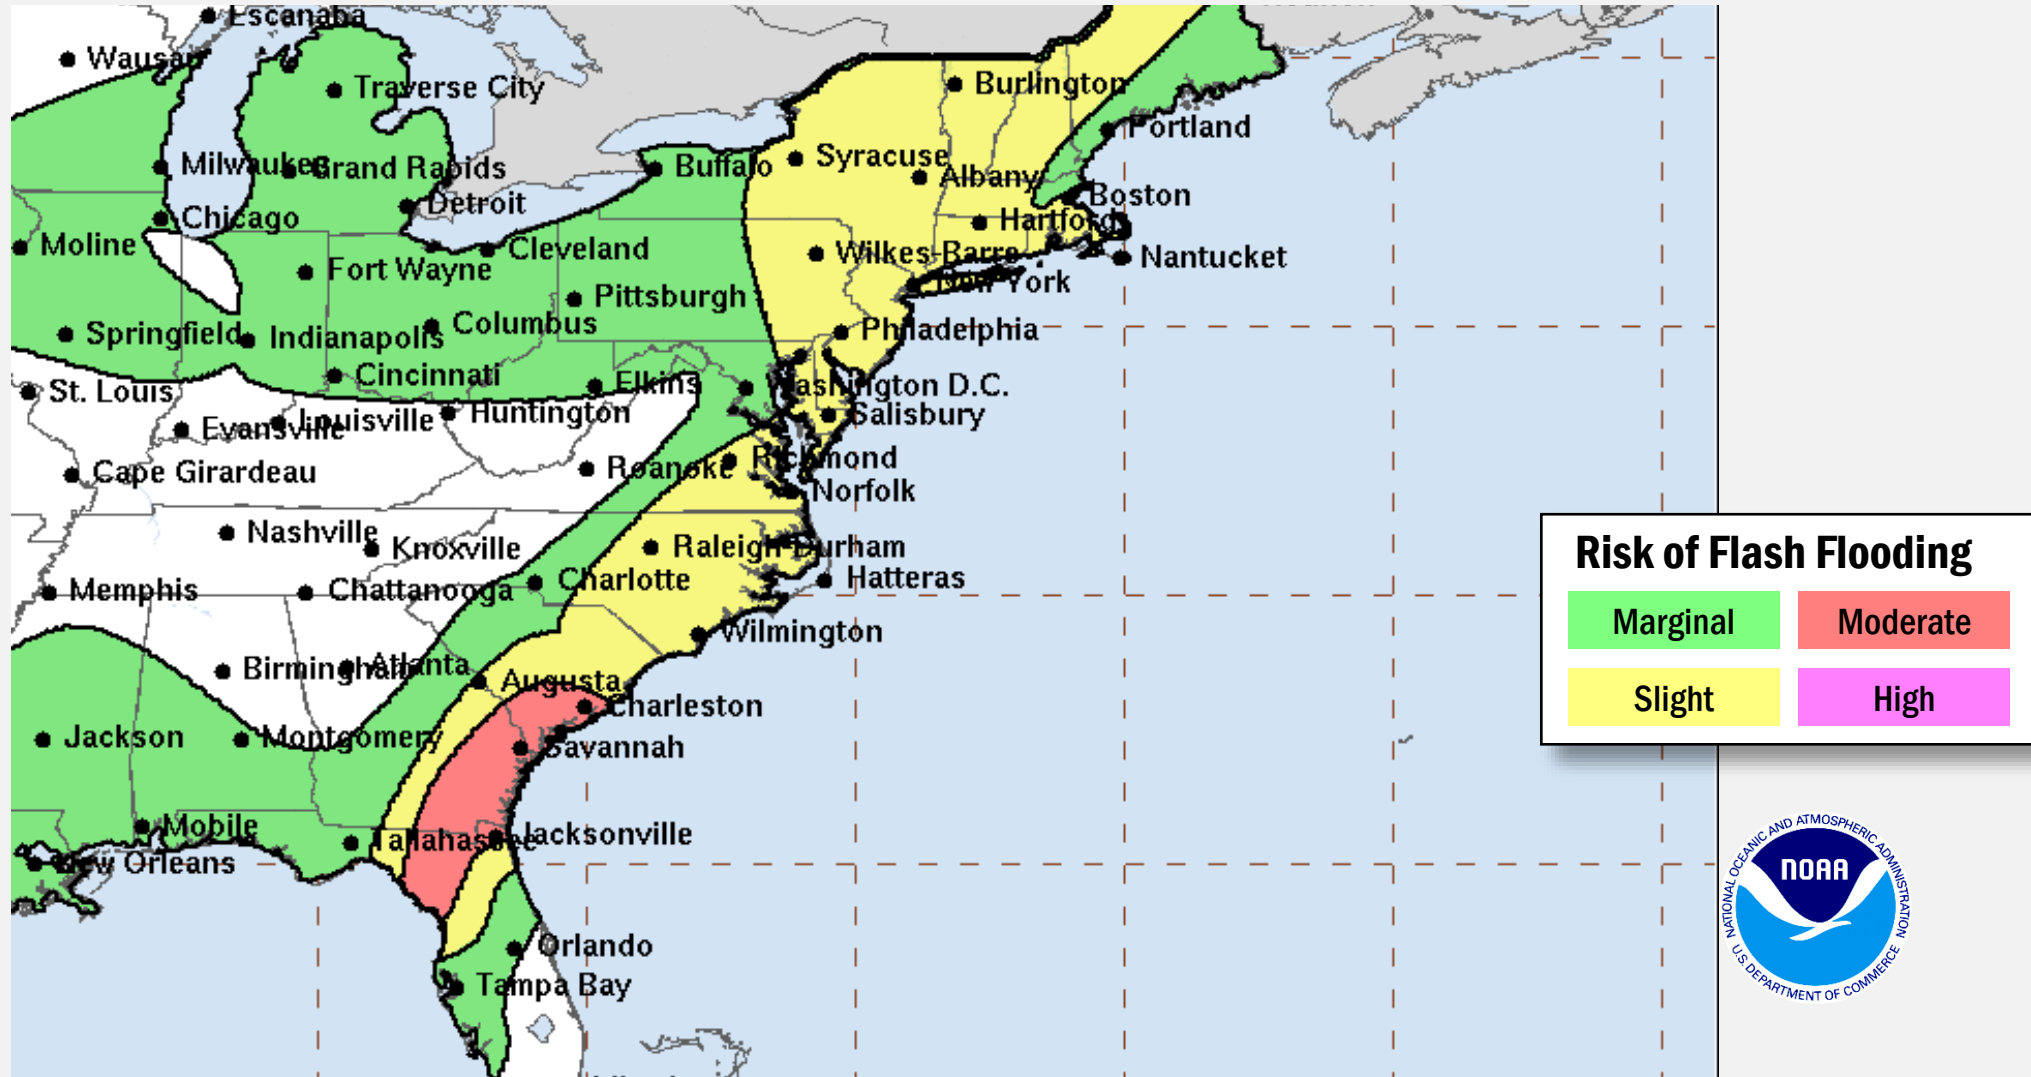 Escanaba
Wausau
Traverse City
Burlington
Portland
Syracuse
Milwaukee
Grand Rapids
Buffalo
Albany
Boston
Detroit
Chicago
Hartford
Moline
Cleveland
Wilkes-Barre
Nantucket
Fort Wayne
New York
Pittsburgh
Springfield
Indianapolis
Columbus
Philadelphia
Cincinnati
Elkins
Washington D.C.
St. Louis
Huntington
Salisbury
Evansville
Louisville
Richmond
Cape Girardeau
Roanoke
Norfolk
Nashville
Knoxville
Raleigh Durham
Memphis
Chattanooga
Charlotte
Hatteras
Wilmington
Birmingham
Atlanta
Augusta
Charleston
Jackson
Montgomery
Savannah
Mobile
Tallahassee
Jacksonville
New Orleans
Orlando
Tampa Bay
Risk of Flash Flooding
Marginal
Moderate
Slight
High
NATIONAL OCEANIC AND ATMOSPHERIC ADMINISTRATION
NOAA
U.S. DEPARTMENT OF COMMERCE